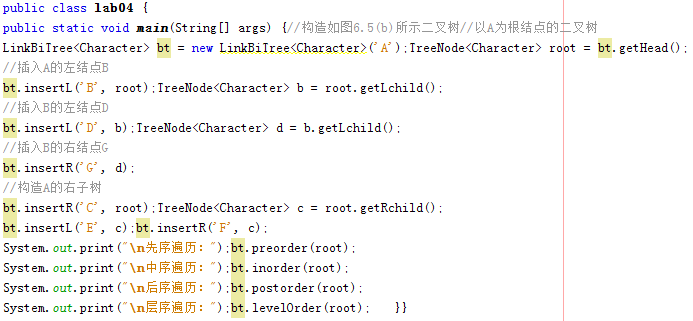 public class lab04 {
public static void main(String[] args) {//构造如图6.5(b)所示二叉树//以A为根结点的二叉树
LinkBiTree<Character> bt = new LinkBiTree<Character>('A');TreeNode<Character> root = bt.getHead();
//插入A的左结点B
bt.insertL('B', root);TreeNode<Character> b = root.getLchild();
//插入B的左结点D
bt.insertL('D', b);TreeNode<Character> d = b.getLchild();
//插入B的右结点G
bt.insertR('G', d);
//构造A的右子树
bt.insertR('C', root);TreeNode<Character> c = root.getRchild();
bt.insertL('E', c);bt.insertR('F', c);
System.out.print("\n先序遍历：");bt.preorder(root);
System.out.print("\n中序遍历：");bt.inorder(root);
System.out.print("\n后序遍历：");bt.postorder(root);
System.out.print("\n层序遍历：");bt.levelOrder(root);   }}